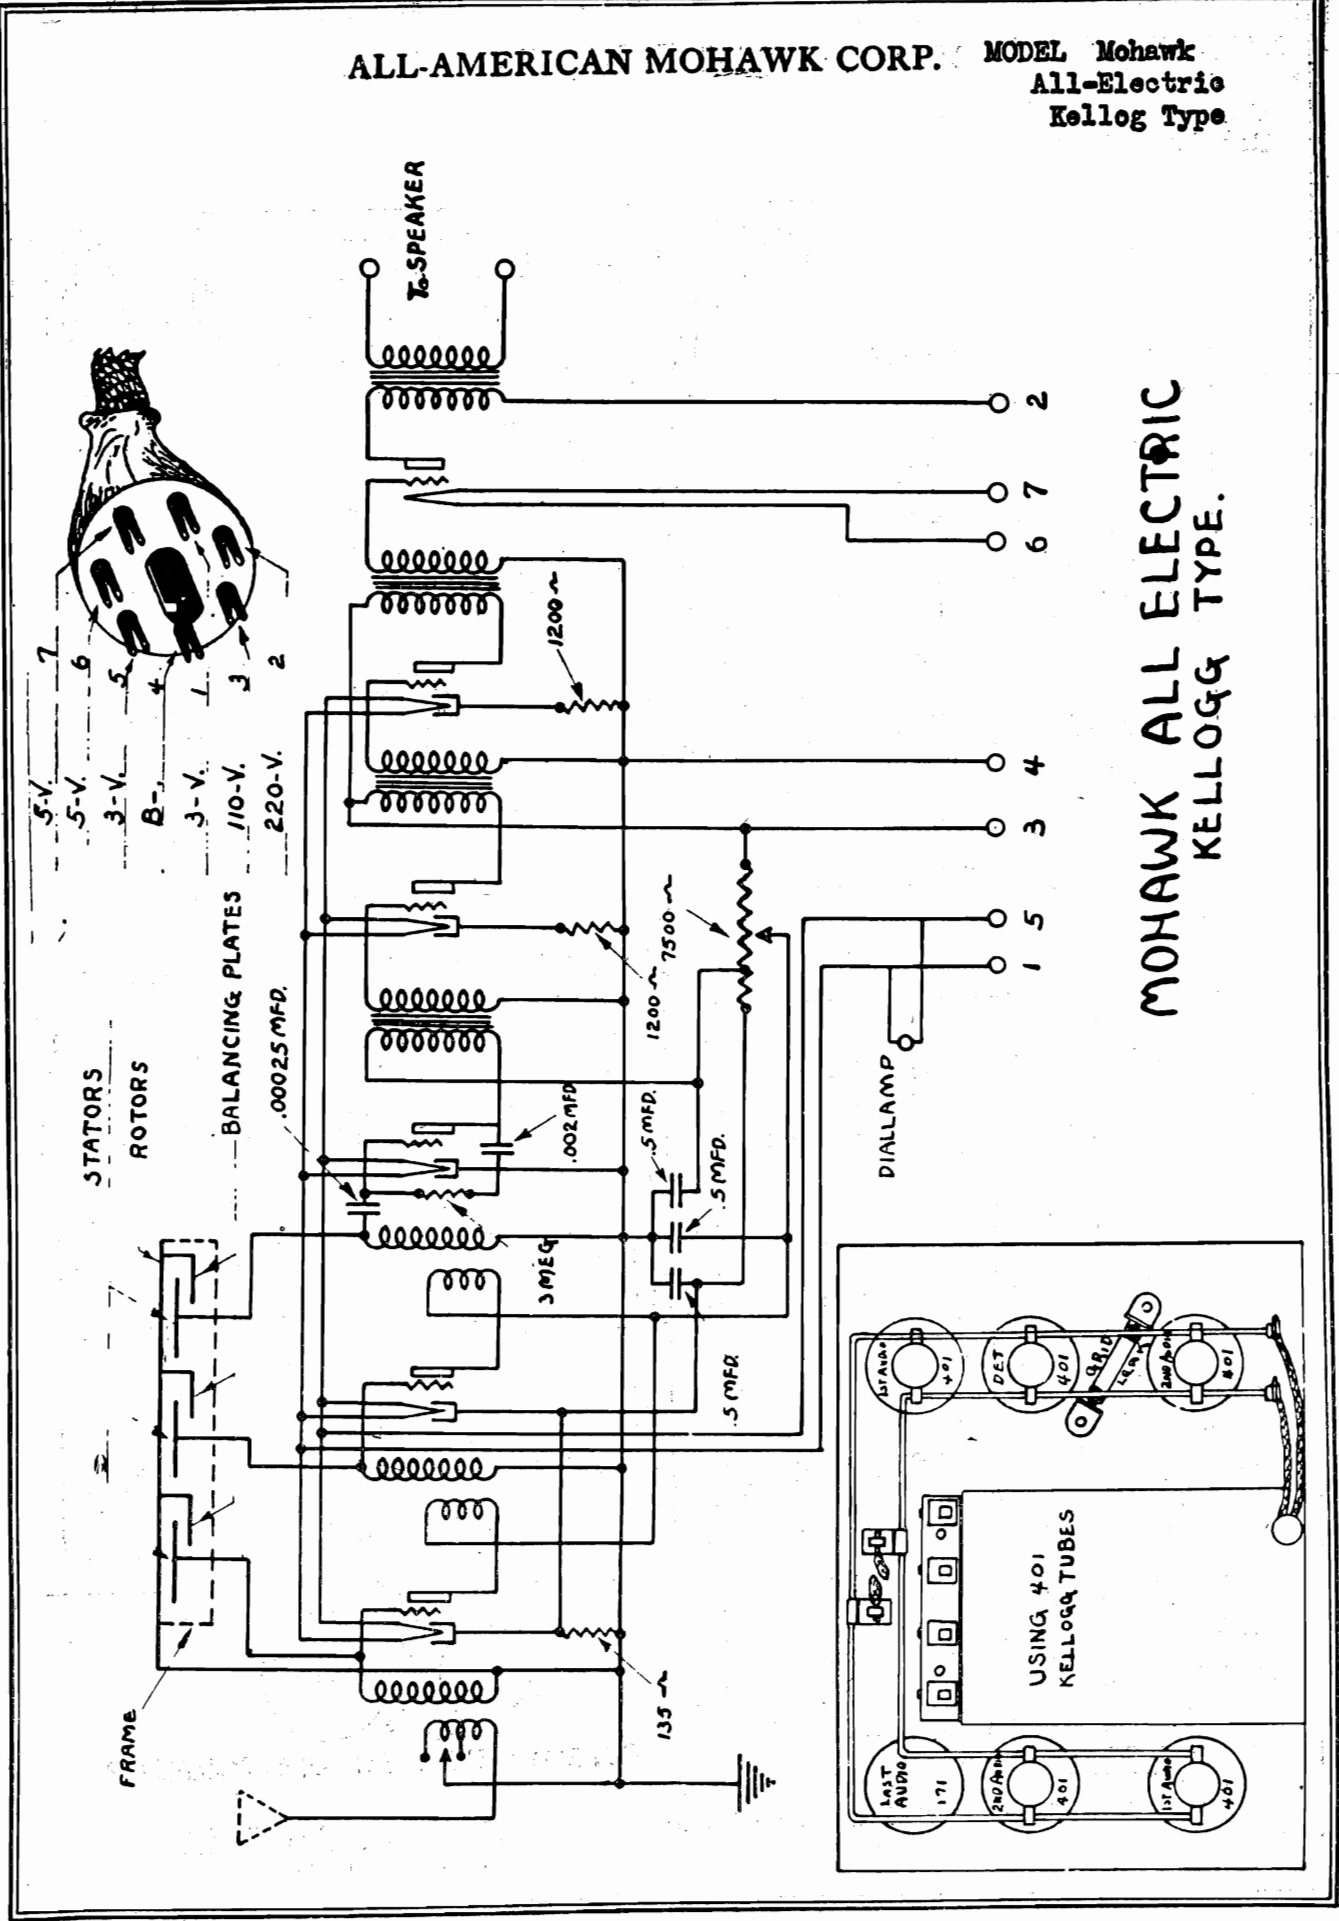 ALL-AMERICAN MOHAWK CORP.
MODEL Mohawk
All-Electric
Kellog Type
To SPEAKER
5-V. 7
5-V. 6
3-V. 5
B- 4
3-V. 1
110-V. 3
220-V. 2
STATORS
ROTORS
BALANCING PLATES
FRAME
.00025 MFD.
.002 MFD
3 MEG
.5 MFD.
.5 MFD.
.5 MFD.
135 ~
1200 ~
1200 ~
7500 ~
2
7
6
4
3
5
1
DIAL LAMP
MOHAWK ALL ELECTRIC
KELLOGG TYPE.
1ST AUDIO
401
DET
401
GRID
LEAK
2ND AUDIO
401
USING 401
KELLOGG TUBES
LAST
AUDIO
171
2ND AUDIO
401
1ST AUDIO
401